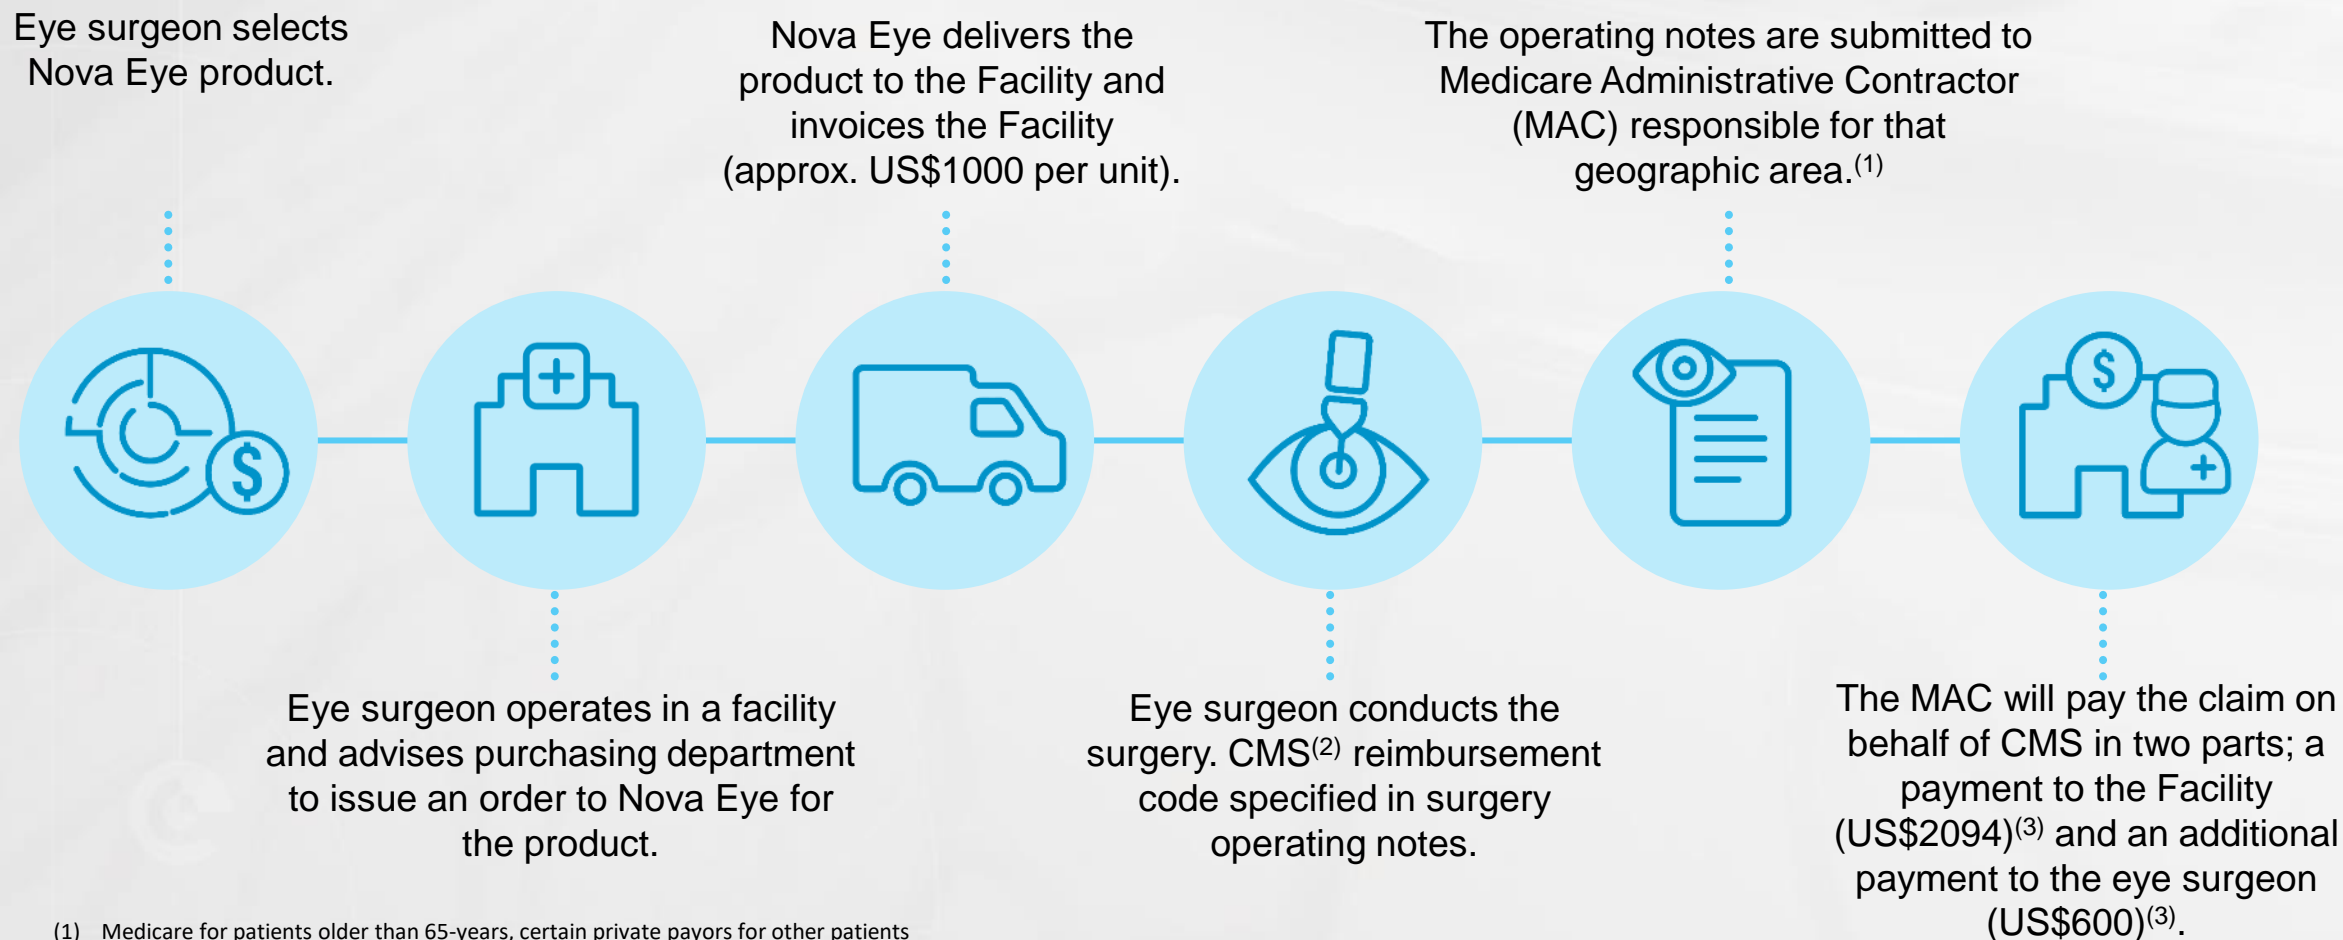 Eye surgeon selects
Nova Eye product.
Eye surgeon operates in a facility
and advises purchasing department
to issue an order to Nova Eye for
the product.
Nova Eye delivers the
product to the Facility and
invoices the Facility
(approx. US$1000 per unit).
Eye surgeon conducts the
surgery. CMS(2) reimbursement
code specified in surgery
operating notes.
The operating notes are submitted to
Medicare Administrative Contractor
(MAC) responsible for that
geographic area.(1)
The MAC will pay the claim on
behalf of CMS in two parts; a
payment to the Facility
(US$2094)(3) and an additional
payment to the eye surgeon
(US$600)(3).
(1) Medicare for patients older than 65-years, certain private payors for other patients